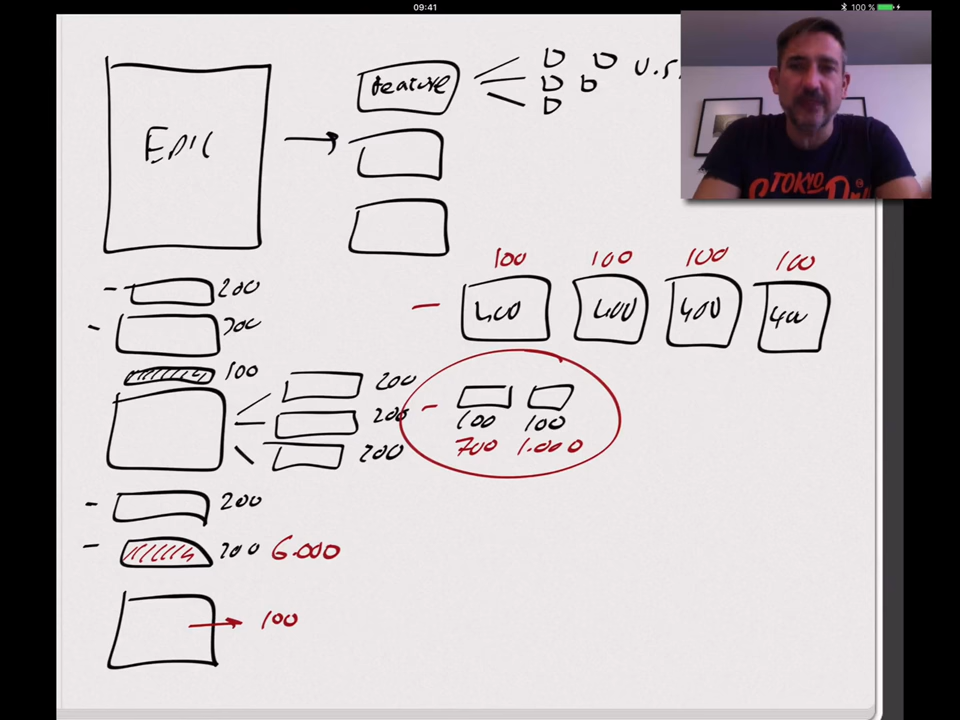 09:41
100 %
EPIC
feature
U.S.
100 100 100 100
400 400 400 400
200
300
100
200
200
200
100 100
700 1.000
200
200 6.000
100
TOKYO